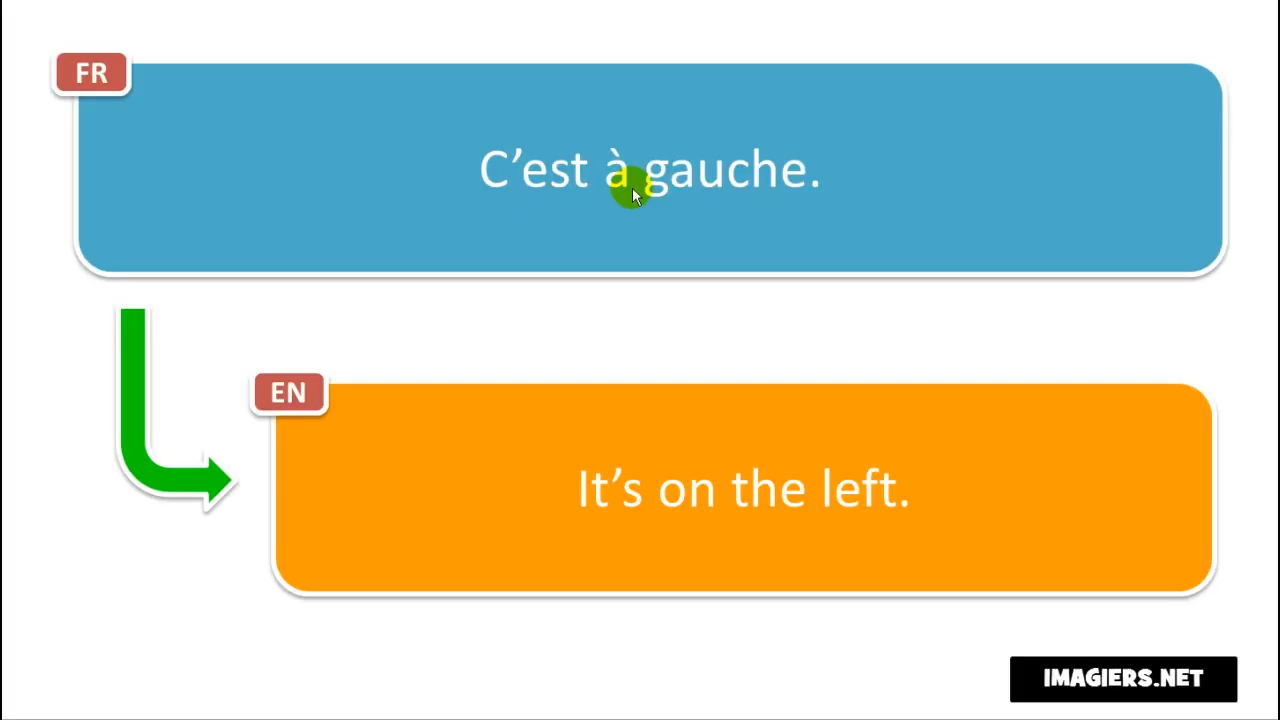 FR
C’est à gauche.
EN
It’s on the left.
IMAGIERS.NET